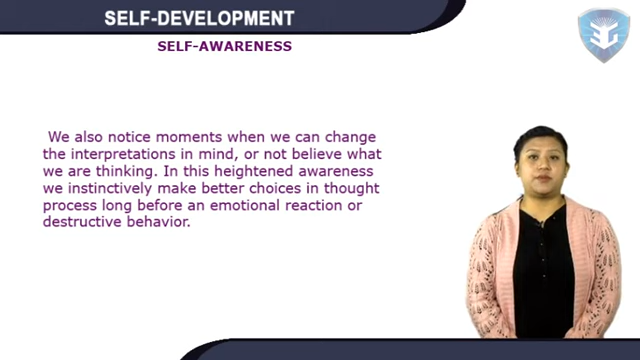 SELF-DEVELOPMENT
SELF-AWARENESS
We also notice moments when we can change
the interpretations in mind, or not believe what
we are thinking. In this heightened awareness
we instinctively make better choices in thought
process long before an emotional reaction or
destructive behavior.